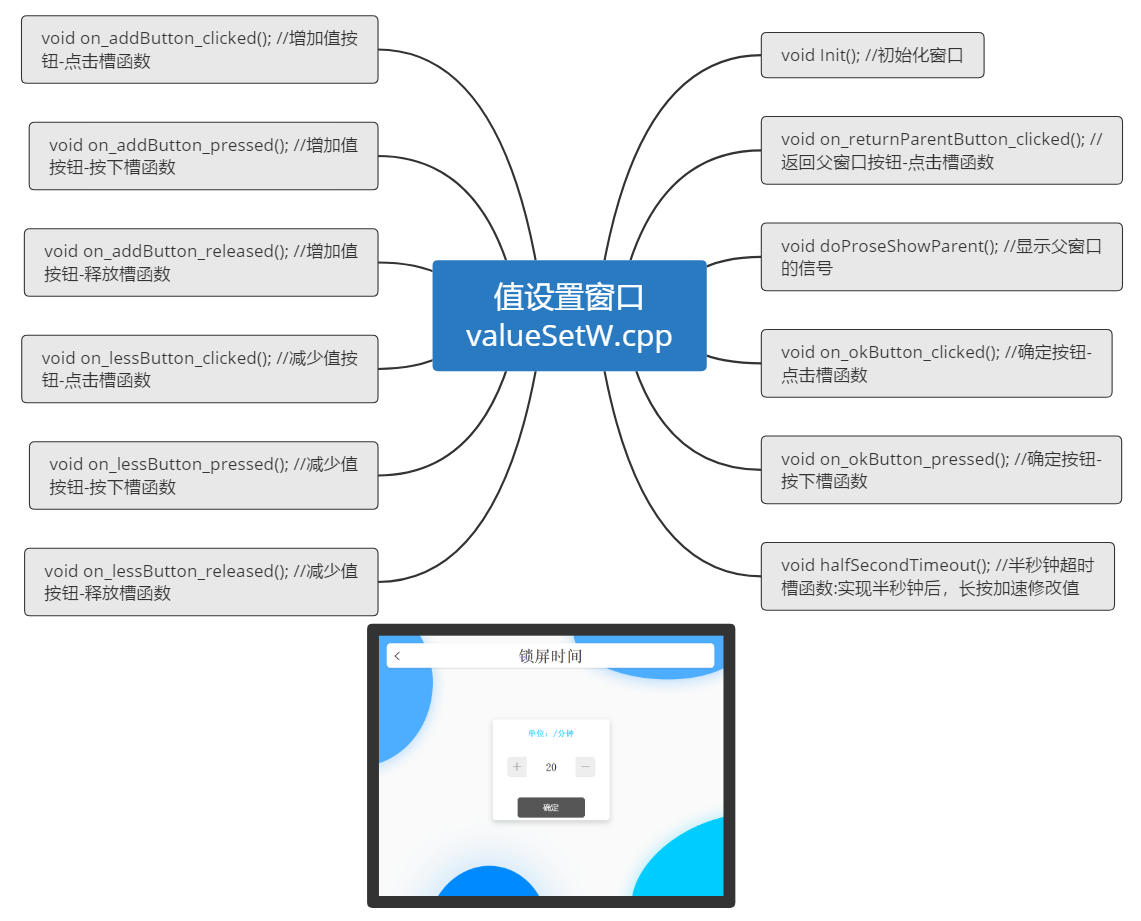 void on_addButton_clicked(); //增加值按
钮-点击槽函数
void on_addButton_pressed(); //增加值
按钮-按下槽函数
void on_addButton_released(); //增加值
按钮-释放槽函数
void on_lessButton_clicked(); //减少值按
钮-点击槽函数
void on_lessButton_pressed(); //减少值
按钮-按下槽函数
void on_lessButton_released(); //减少值
按钮-释放槽函数
值设置窗口
valueSetW.cpp
void Init(); //初始化窗口
void on_returnParentButton_clicked(); //
返回父窗口按钮-点击槽函数
void doProseShowParent(); //显示父窗口
的信号
void on_okButton_clicked(); //确定按钮-
点击槽函数
void on_okButton_pressed(); //确定按钮-
按下槽函数
void halfSecondTimeout(); //半秒钟超时
槽函数:实现半秒钟后，长按加速修改值
< 锁屏时间
单位：/分钟
+ 20 −
确定